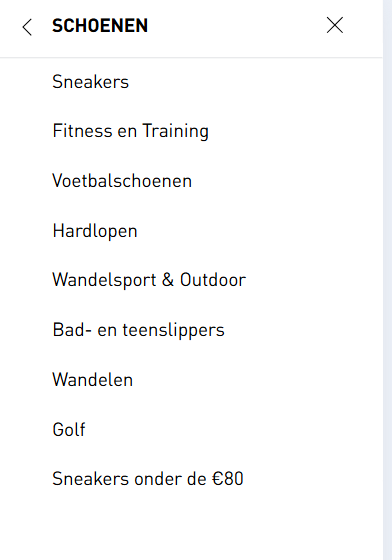 SCHOENEN
Sneakers
Fitness en Training
Voetbalschoenen
Hardlopen
Wandelsport & Outdoor
Bad- en teenslippers
Wandelen
Golf
Sneakers onder de €80